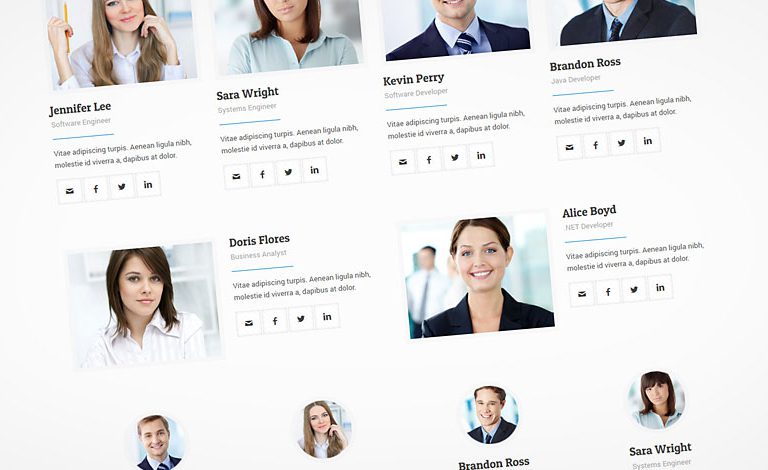 Jennifer Lee
Software Engineer
Vitae adipiscing turpis. Aenean ligula nibh,
molestie id viverra a, dapibus at dolor.
Sara Wright
Systems Engineer
Vitae adipiscing turpis. Aenean ligula nibh,
molestie id viverra a, dapibus at dolor.
Kevin Perry
Software Developer
Vitae adipiscing turpis. Aenean ligula nibh,
molestie id viverra a, dapibus at dolor.
Brandon Ross
Java Developer
Vitae adipiscing turpis. Aenean ligula nibh,
molestie id viverra a, dapibus at dolor.
Doris Flores
Business Analyst
Vitae adipiscing turpis. Aenean ligula nibh,
molestie id viverra a, dapibus at dolor.
Alice Boyd
.NET Developer
Vitae adipiscing turpis. Aenean ligula nibh,
molestie id viverra a, dapibus at dolor.
Brandon Ross
Sara Wright
Systems Engineer